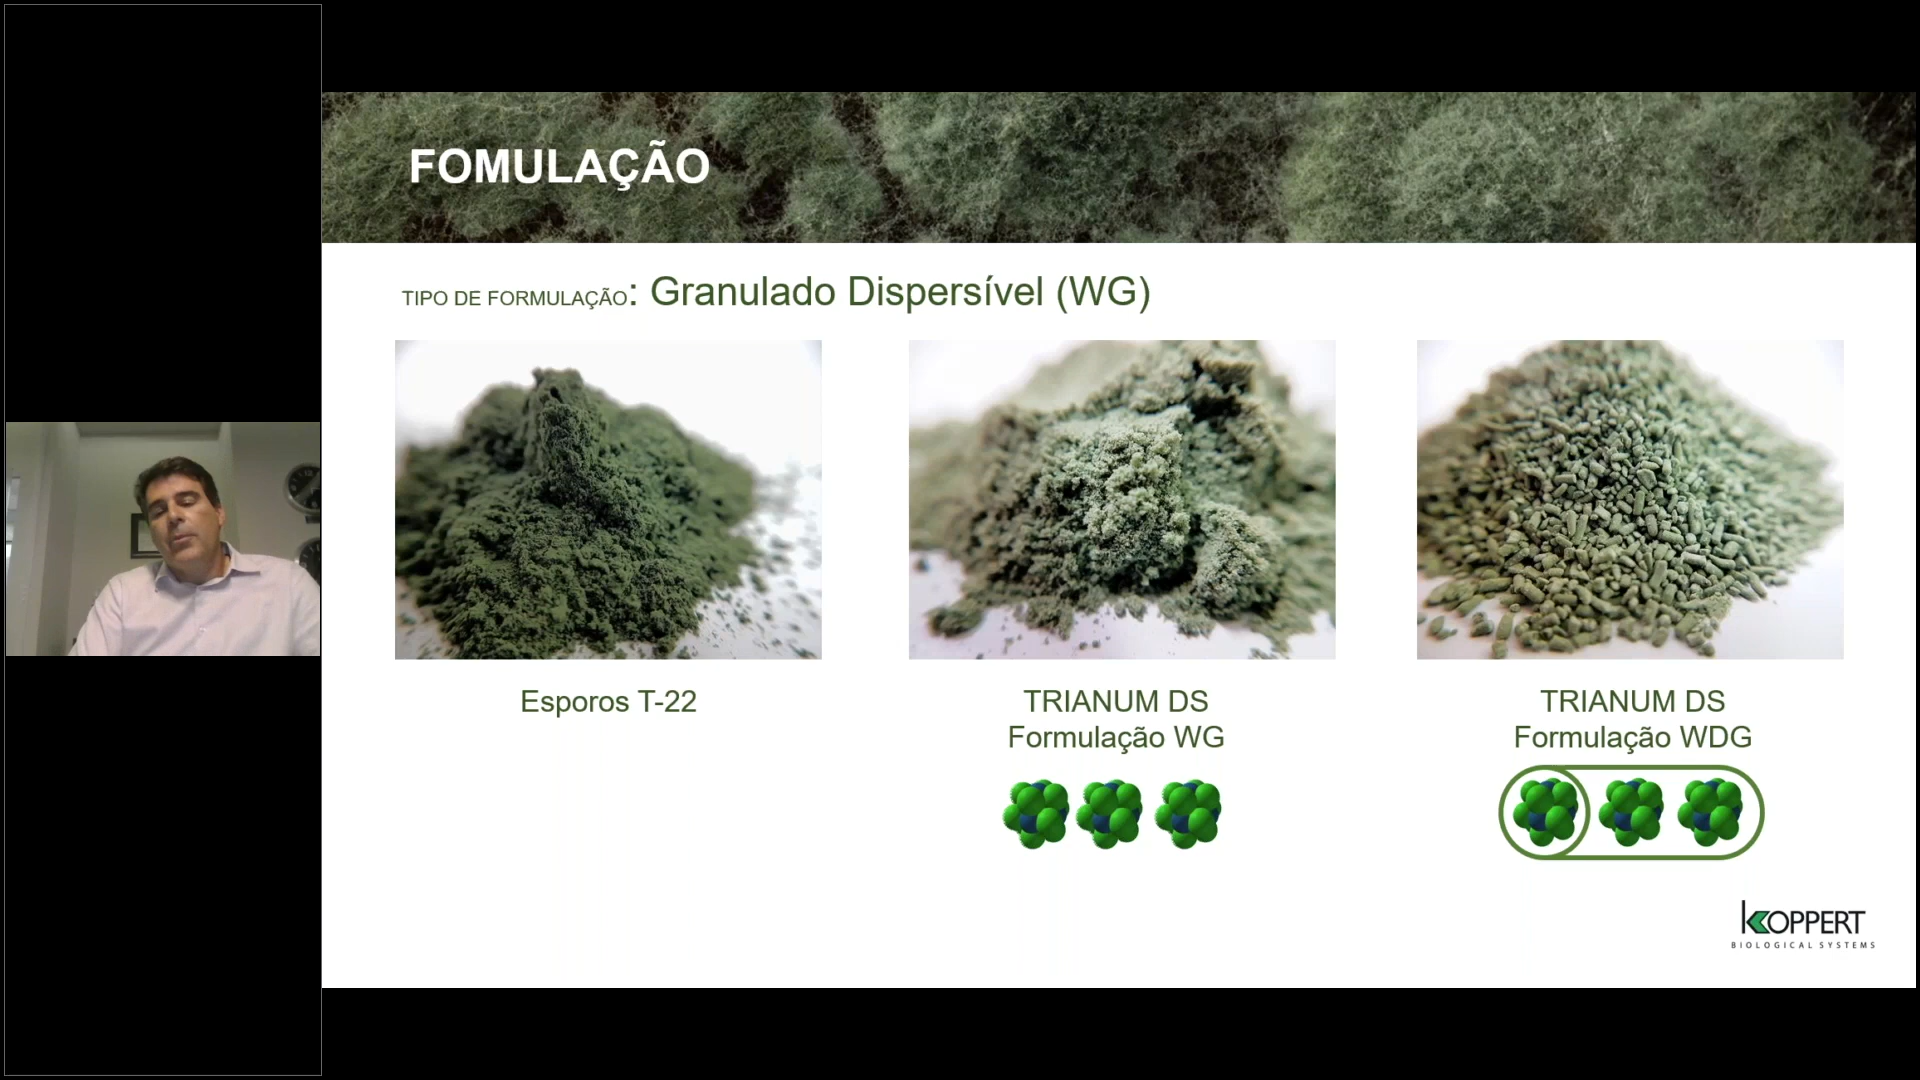 FOMULAÇÃO
TIPO DE FORMULAÇÃO: Granulado Dispersível (WG)
Esporos T-22
TRIANUM DS
Formulação WG
TRIANUM DS
Formulação WDG
KOPPERT
BIOLOGICAL SYSTEMS